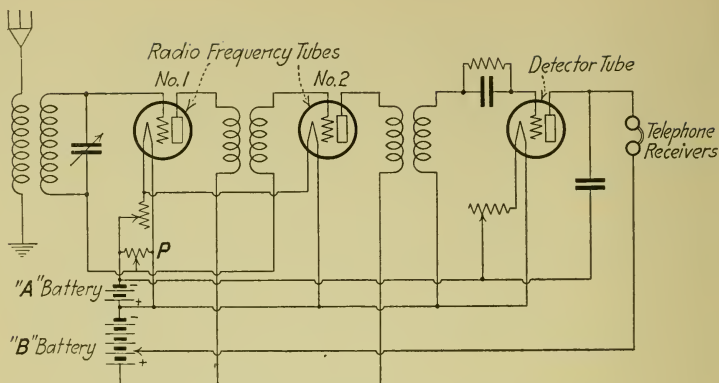 Radio Frequency Tubes
No.1
No.2
Detector Tube
Telephone
Receivers
P
"A" Battery
-
+
"B" Battery
-
+